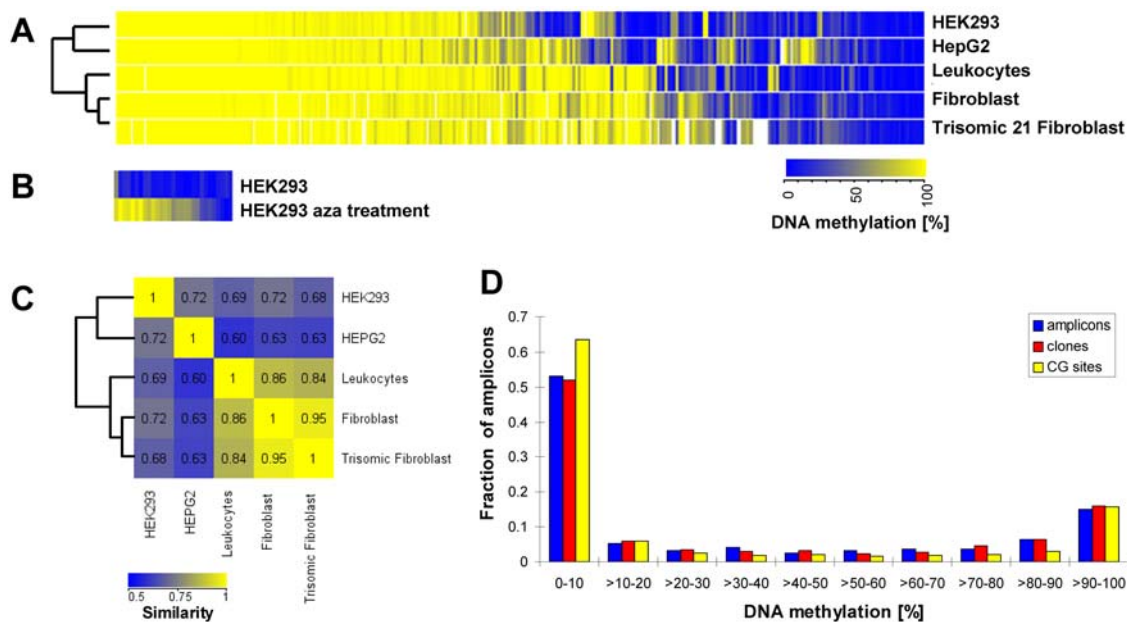 A
HEK293
HepG2
Leukocytes
Fibroblast
Trisomic 21 Fibroblast
0 50 100
DNA methylation [%]
B
HEK293
HEK293 aza treatment
C
1 0.72 0.69 0.72 0.68 HEK293
0.72 1 0.60 0.63 0.63 HEPG2
0.69 0.60 1 0.86 0.84 Leukocytes
0.72 0.63 0.86 1 0.95 Fibroblast
0.68 0.63 0.84 0.95 1 Trisomic Fibroblast
HEK293
HEPG2
Leukocytes
Fibroblast
Trisomic Fibroblast
0.5 0.75 1
Similarity
D
Fraction of amplicons
0.7
0.6
0.5
0.4
0.3
0.2
0.1
0
amplicons
clones
CG sites
0-10 >10-20 >20-30 >30-40 >40-50 >50-60 >60-70 >70-80 >80-90 >90-100
DNA methylation [%]